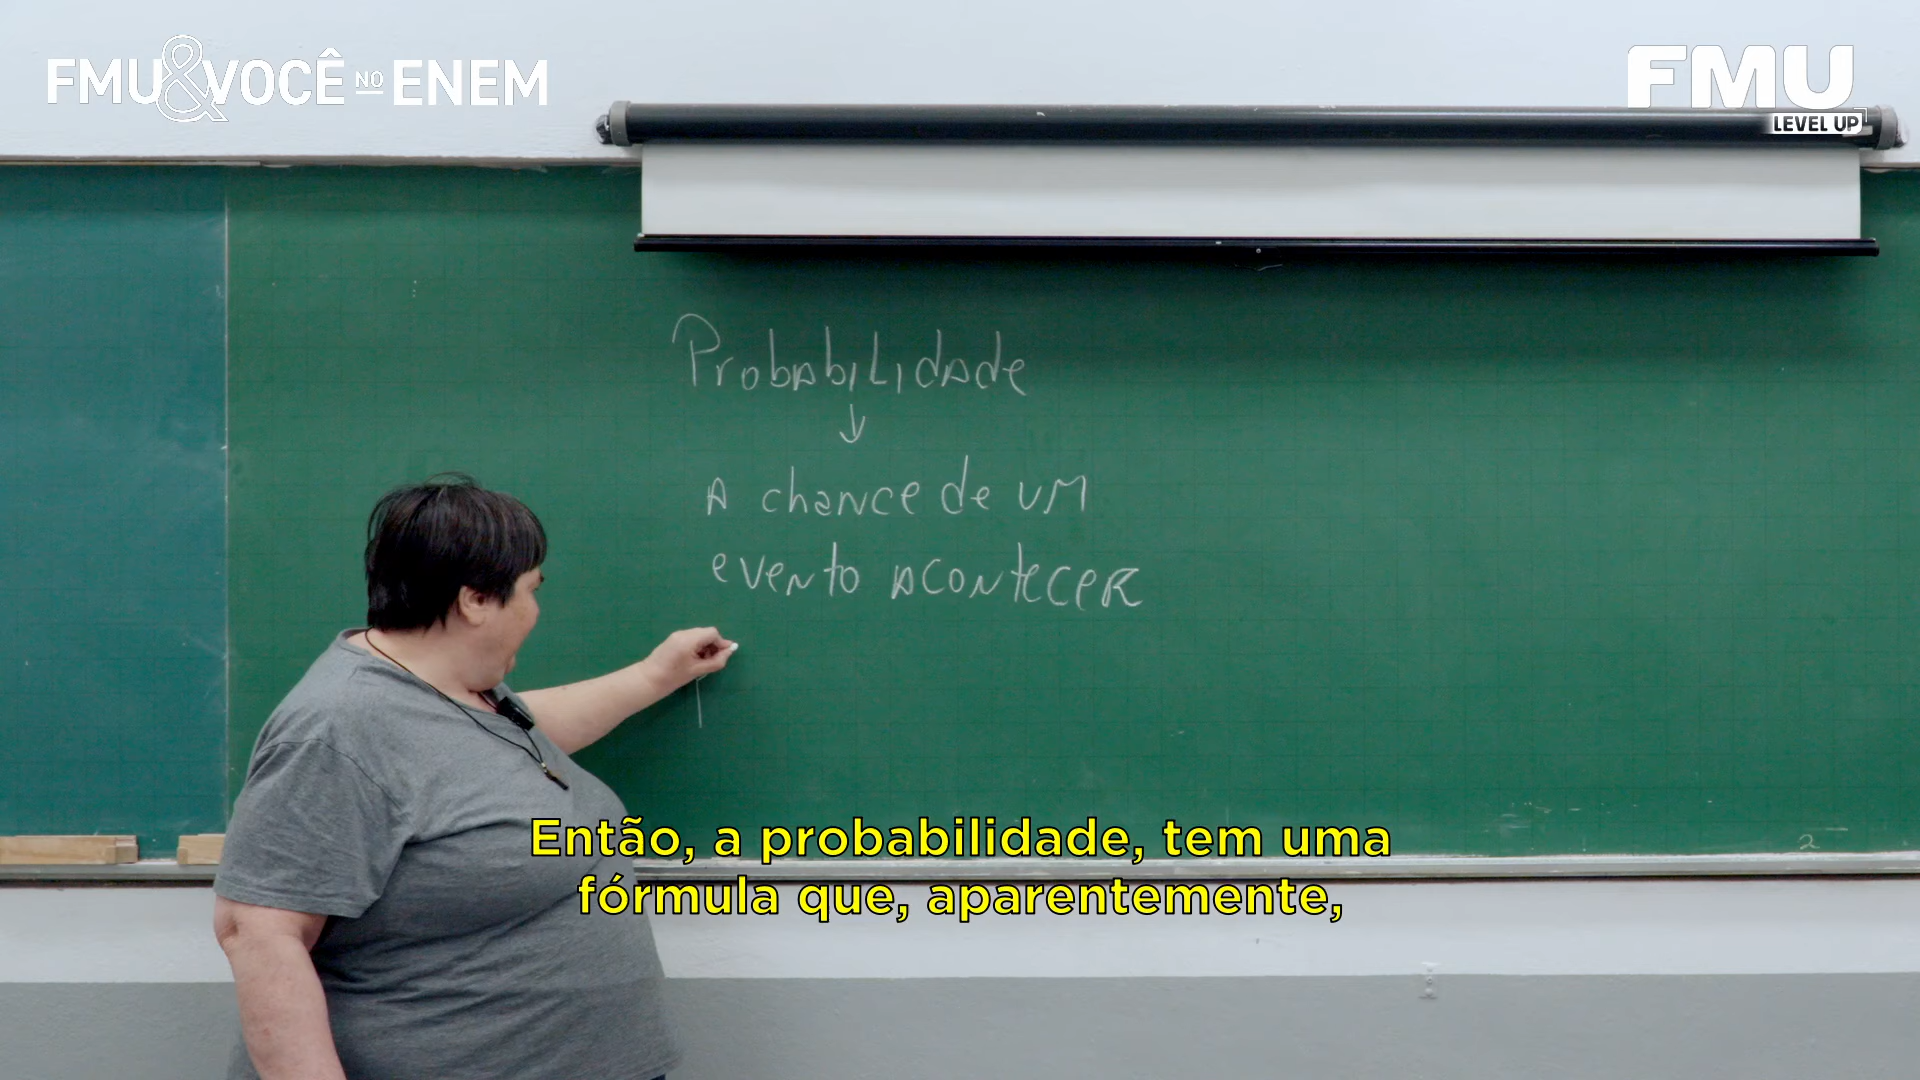 FMU&VOCÊ NO ENEM
FMU
LEVEL UP
Probabilidade
A chance de um
evento acontecer
2
Então, a probabilidade, tem uma
fórmula que, aparentemente,